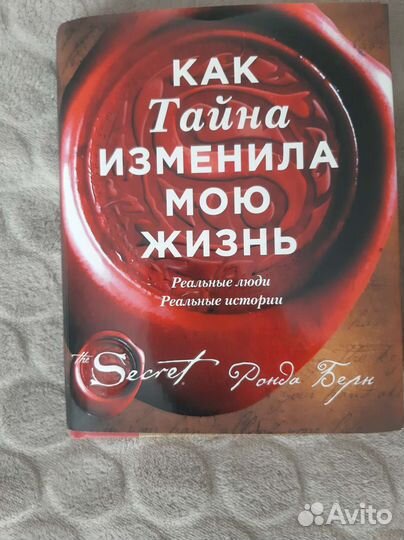 КАК
Тайна
ИЗМЕНИЛА
МОЮ
ЖИЗНЬ
Реальные люди
Реальные истории
the Secret® Ронда Берн
Avito